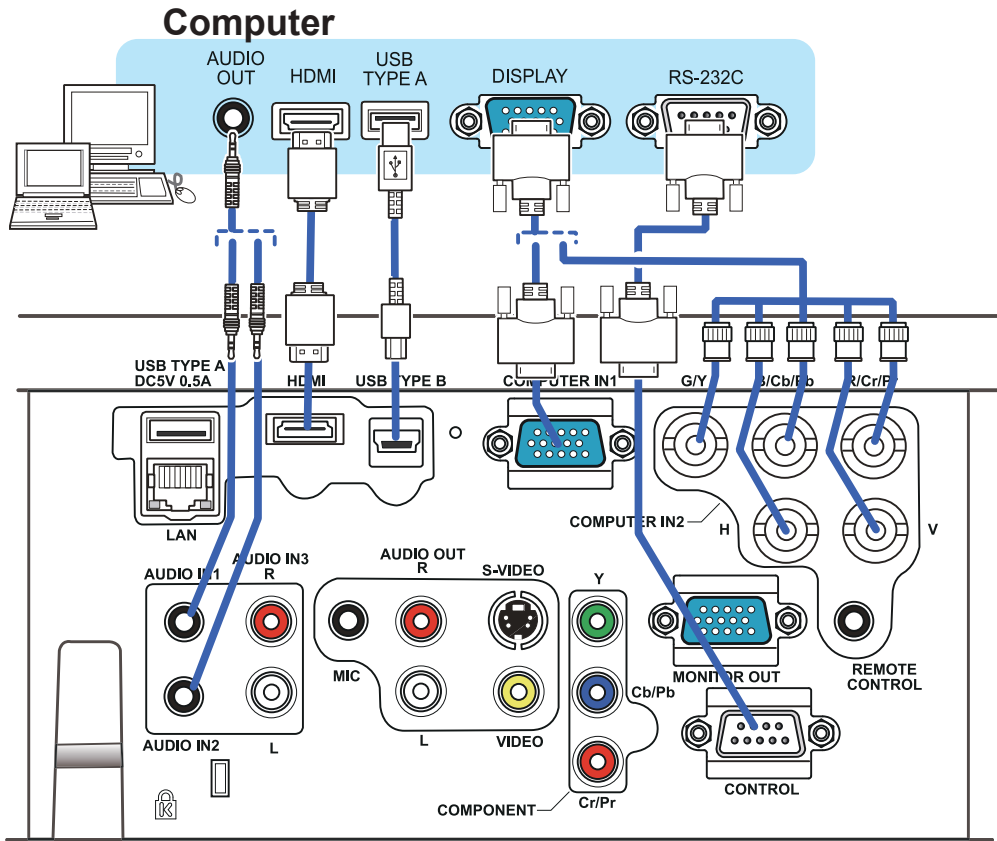 Computer
AUDIO
OUT
HDMI
USB
TYPE A
DISPLAY
RS-232C
USB TYPE A
DC5V 0.5A
HDMI
USB TYPE B
COMPUTER IN1
G/Y
B/Cb/Pb
R/Cr/Pr
LAN
COMPUTER IN2
H
V
AUDIO IN1
AUDIO IN3
R
AUDIO OUT
R
S-VIDEO
Y
MIC
MONITOR OUT
REMOTE
CONTROL
Cb/Pb
AUDIO IN2
L
L
VIDEO
CONTROL
K
COMPONENT
Cr/Pr